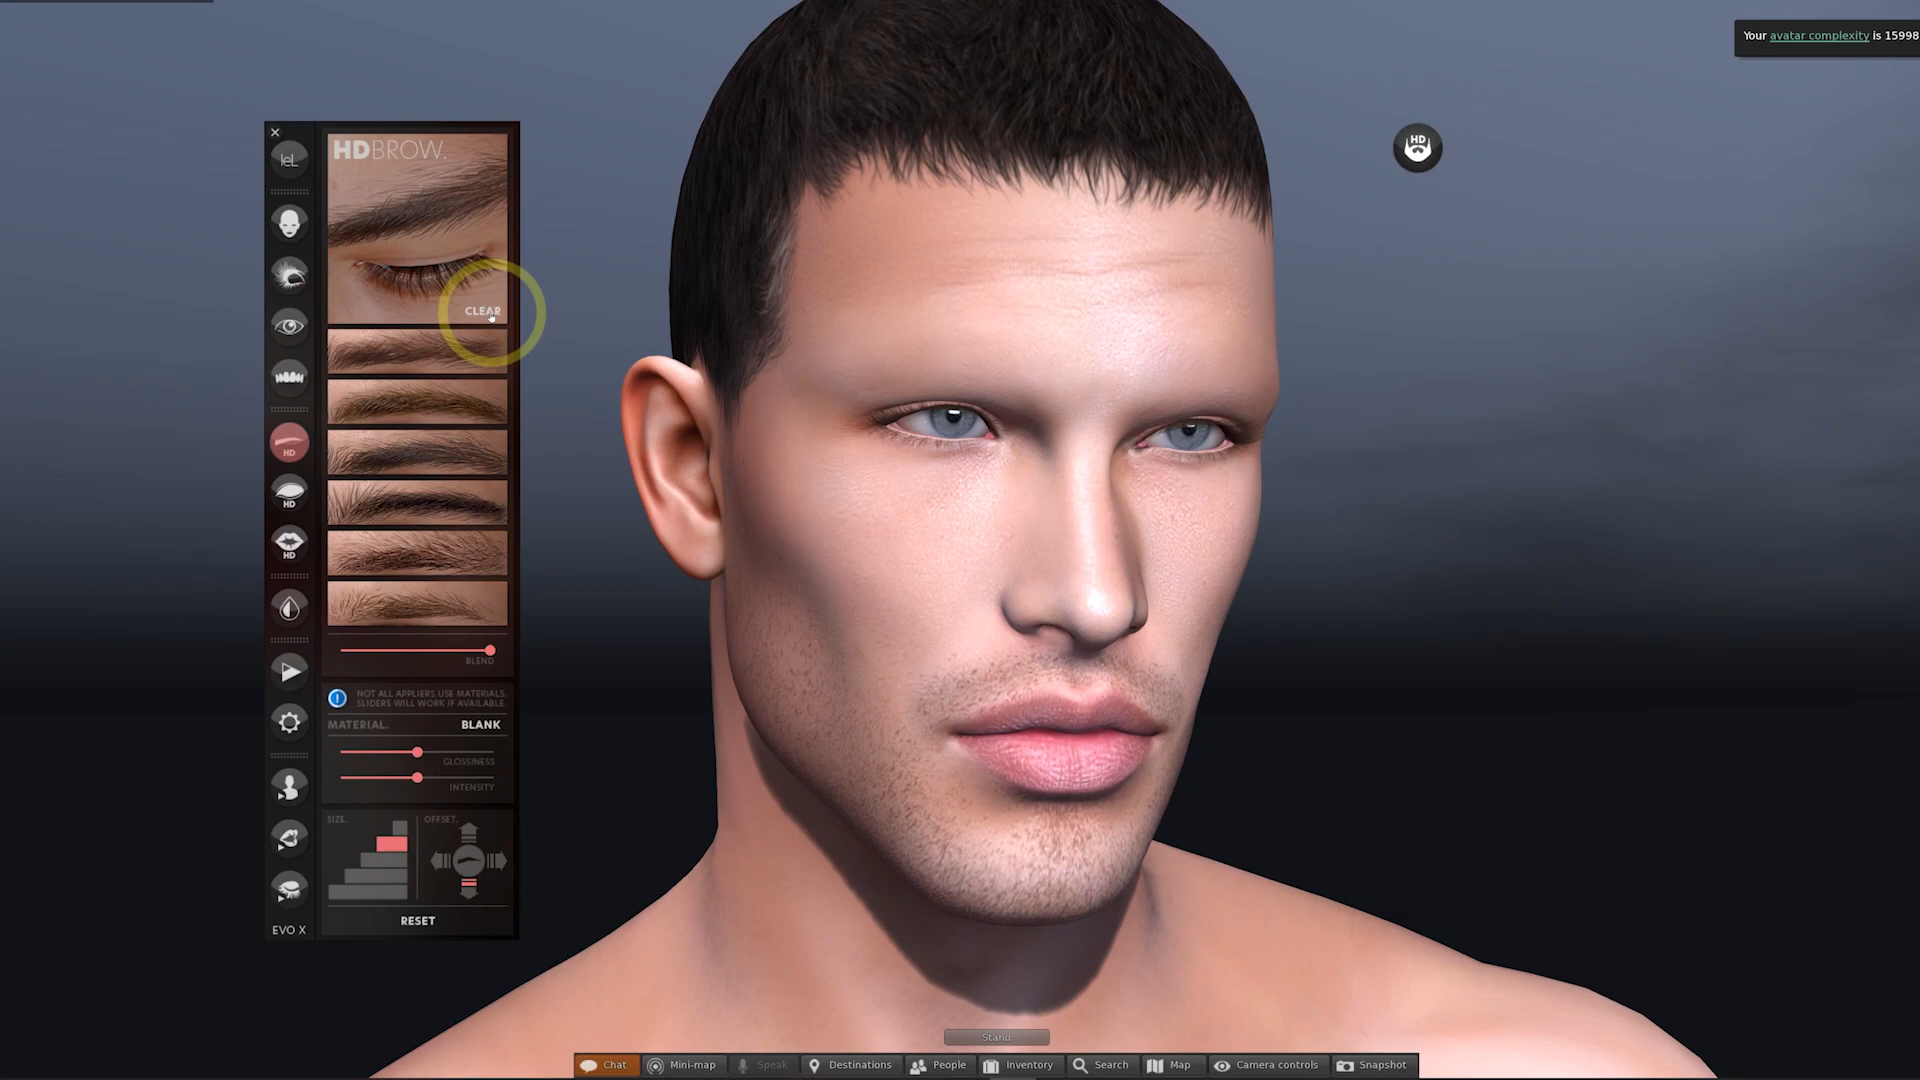 Your avatar complexity is 15998
HD
leL
HDBROW.
CLEAR
HD
HD
HD
BLEND
NOT ALL APPLIERS USE MATERIALS.
SLIDERS WILL WORK IF AVAILABLE.
MATERIAL. BLANK
GLOSSINESS
INTENSITY
SIZE. OFFSET.
RESET
EVO X
Stand
Chat Mini-map Speak Destinations People Inventory Search Map Camera controls Snapshot